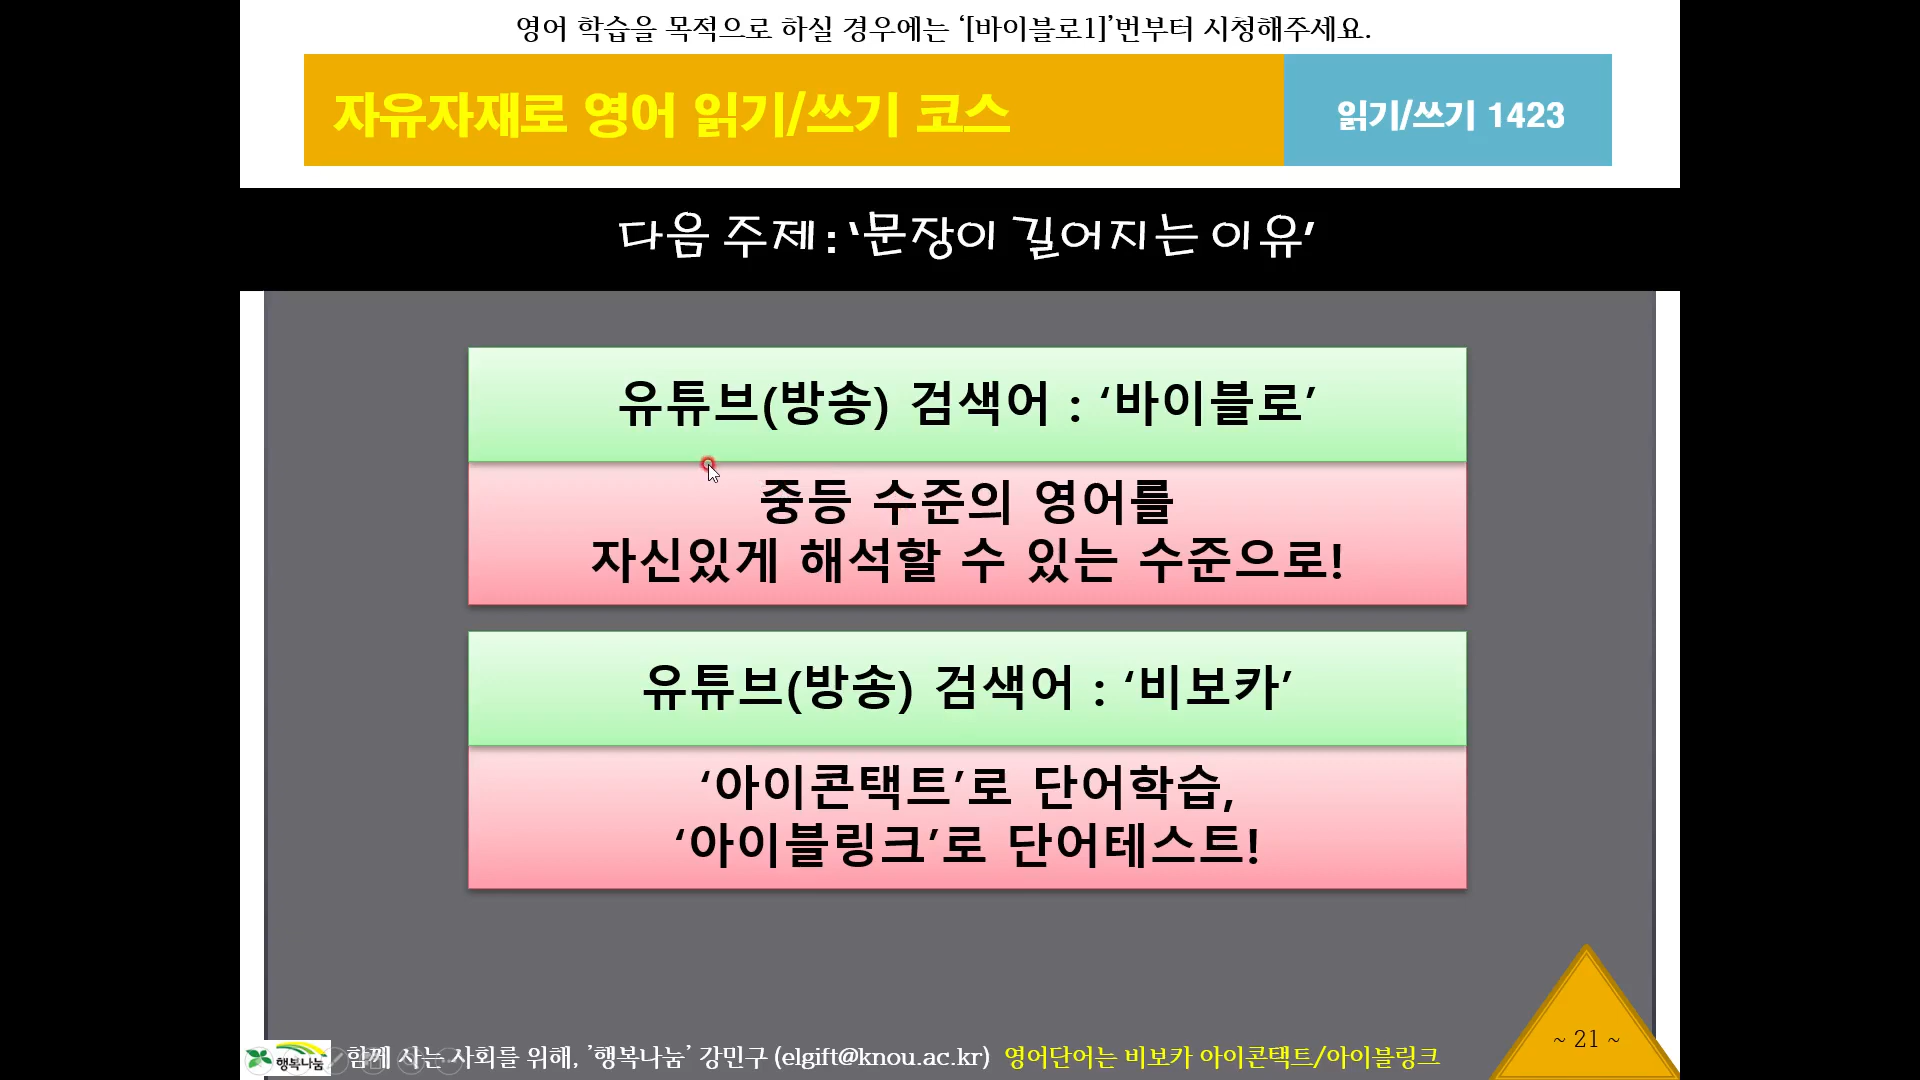 영어 학습을 목적으로 하실 경우에는 ‘[바이블로1]’번부터 시청해주세요.
자유자재로 영어 읽기/쓰기 코스
읽기/쓰기 1423
다음 주제 : ‘문장이 길어지는 이유’
유튜브(방송) 검색어 : ‘바이블로’
중등 수준의 영어를
자신있게 해석할 수 있는 수준으로!
유튜브(방송) 검색어 : ‘비보카’
‘아이콘택트’로 단어학습,
‘아이블링크’로 단어테스트!
~ 21 ~
행복나눔
함께 사는 사회를 위해, ’행복나눔’ 강민구 (elgift@knou.ac.kr) 영어단어는 비보카 아이콘택트/아이블링크